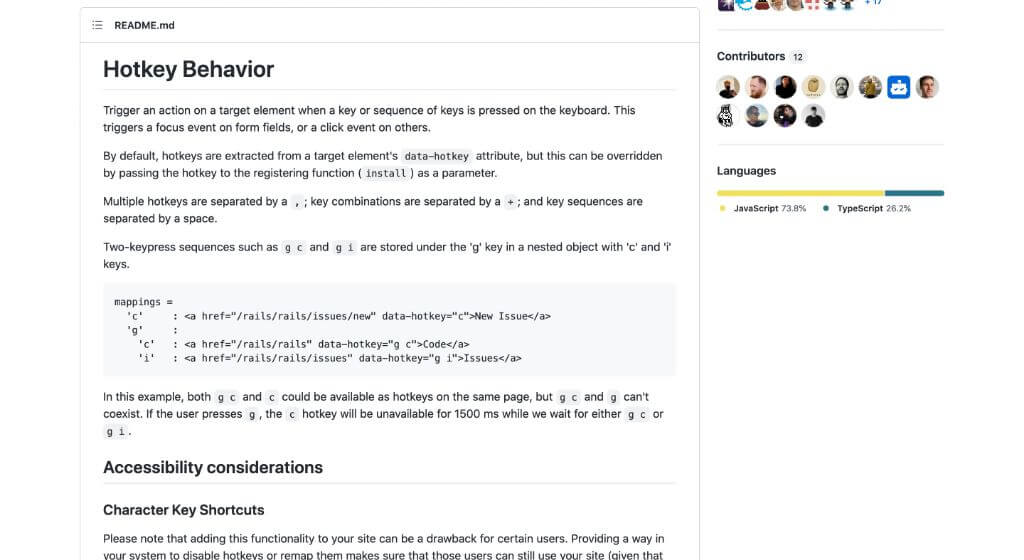 + 17
README.md
Hotkey Behavior
Trigger an action on a target element when a key or sequence of keys is pressed on the keyboard. This
triggers a focus event on form fields, or a click event on others.
By default, hotkeys are extracted from a target element's data-hotkey attribute, but this can be overridden
by passing the hotkey to the registering function ( install ) as a parameter.
Multiple hotkeys are separated by a , ; key combinations are separated by a + ; and key sequences are
separated by a space.
Two-keypress sequences such as g c and g i are stored under the 'g' key in a nested object with 'c' and 'i'
keys.
mappings =
'c' : <a href="/rails/rails/issues/new" data-hotkey="c">New Issue</a>
'g' :
'c' : <a href="/rails/rails" data-hotkey="g c">Code</a>
'i' : <a href="/rails/rails/issues" data-hotkey="g i">Issues</a>
In this example, both g c and c could be available as hotkeys on the same page, but g c and g can't
coexist. If the user presses g , the c hotkey will be unavailable for 1500 ms while we wait for either g c or
g i .
Accessibility considerations
Character Key Shortcuts
Please note that adding this functionality to your site can be a drawback for certain users. Providing a way in
your system to disable hotkeys or remap them makes sure that those users can still use your site (given that
Contributors 12
Languages
JavaScript 73.8% TypeScript 26.2%